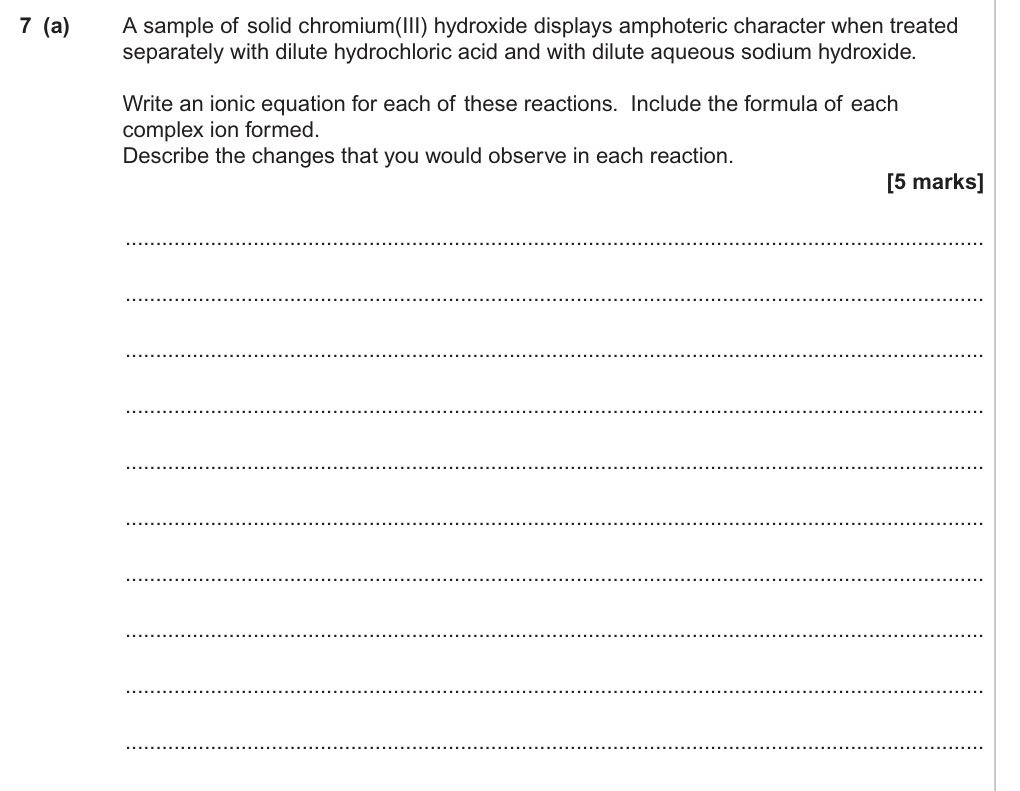 7 (a) A sample of solid chromium(III) hydroxide displays amphoteric character when treated
separately with dilute hydrochloric acid and with dilute aqueous sodium hydroxide.
Write an ionic equation for each of these reactions. Include the formula of each
complex ion formed.
Describe the changes that you would observe in each reaction.
[5 marks]